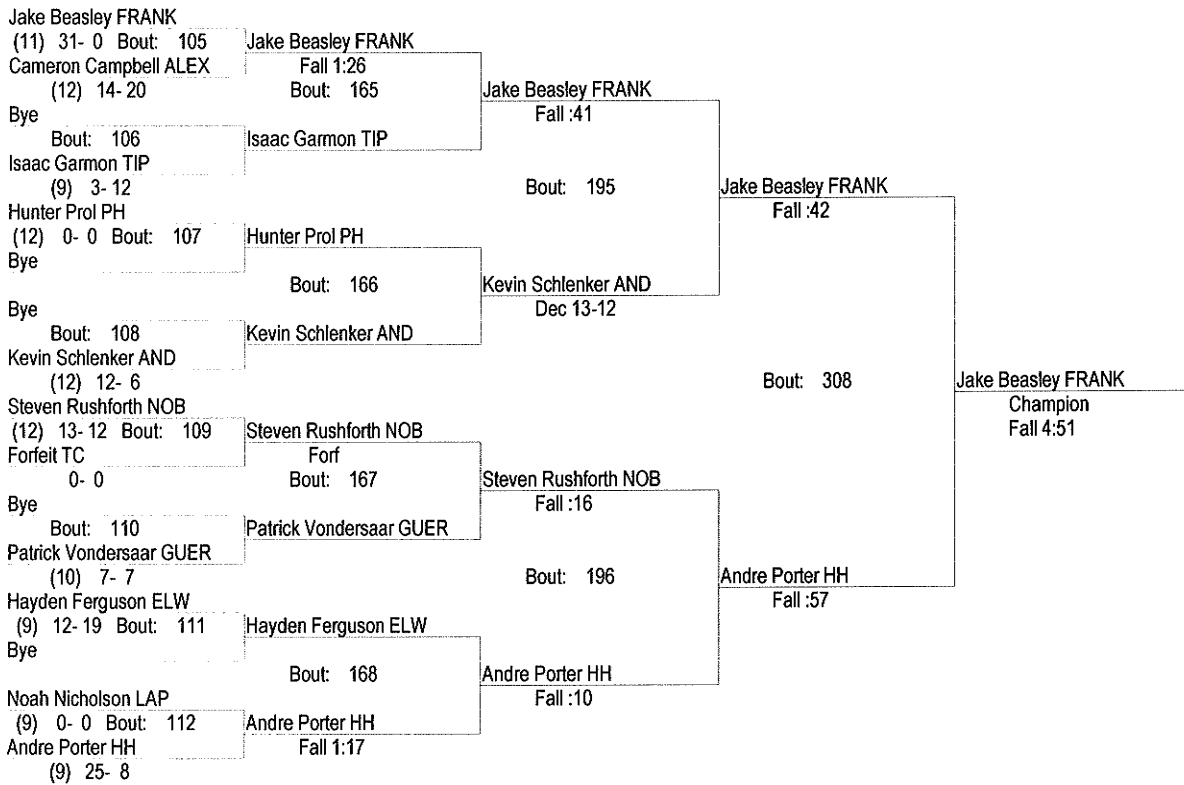 Jake Beasley FRANK
(11) 31- 0 Bout: 105
Cameron Campbell ALEX
(12) 14- 20
Bye
Bout: 106
Isaac Garmon TIP
(9) 3- 12
Hunter Prol PH
(12) 0- 0 Bout: 107
Bye
Bye
Bout: 108
Kevin Schlenker AND
(12) 12- 6
Steven Rushforth NOB
(12) 13- 12 Bout: 109
Forfeit TC
0- 0
Bye
Bout: 110
Patrick Vondersaar GUER
(10) 7- 7
Hayden Ferguson ELW
(9) 12- 19 Bout: 111
Bye
Noah Nicholson LAP
(9) 0- 0 Bout: 112
Andre Porter HH
(9) 25- 8
Jake Beasley FRANK
Fall 1:26
Bout: 165
Isaac Garmon TIP
Hunter Prol PH
Bout: 166
Kevin Schlenker AND
Steven Rushforth NOB
Forf
Bout: 167
Patrick Vondersaar GUER
Hayden Ferguson ELW
Bout: 168
Andre Porter HH
Fall 1:17
Jake Beasley FRANK
Fall :41
Bout: 195
Kevin Schlenker AND
Dec 13-12
Steven Rushforth NOB
Fall :16
Bout: 196
Andre Porter HH
Fall :10
Jake Beasley FRANK
Fall :42
Bout: 308
Andre Porter HH
Fall :57
Jake Beasley FRANK
Champion
Fall 4:51